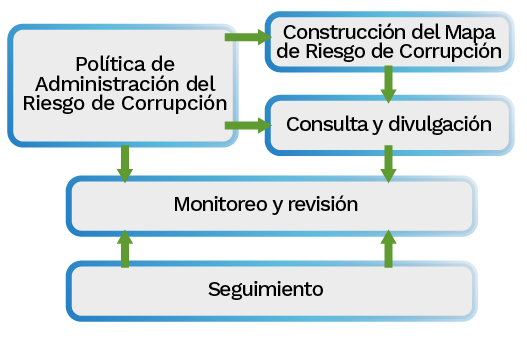 Política de
Administración del
Riesgo de Corrupción
Construcción del Mapa
de Riesgo de Corrupción
Consulta y divulgación
Monitoreo y revisión
Seguimiento